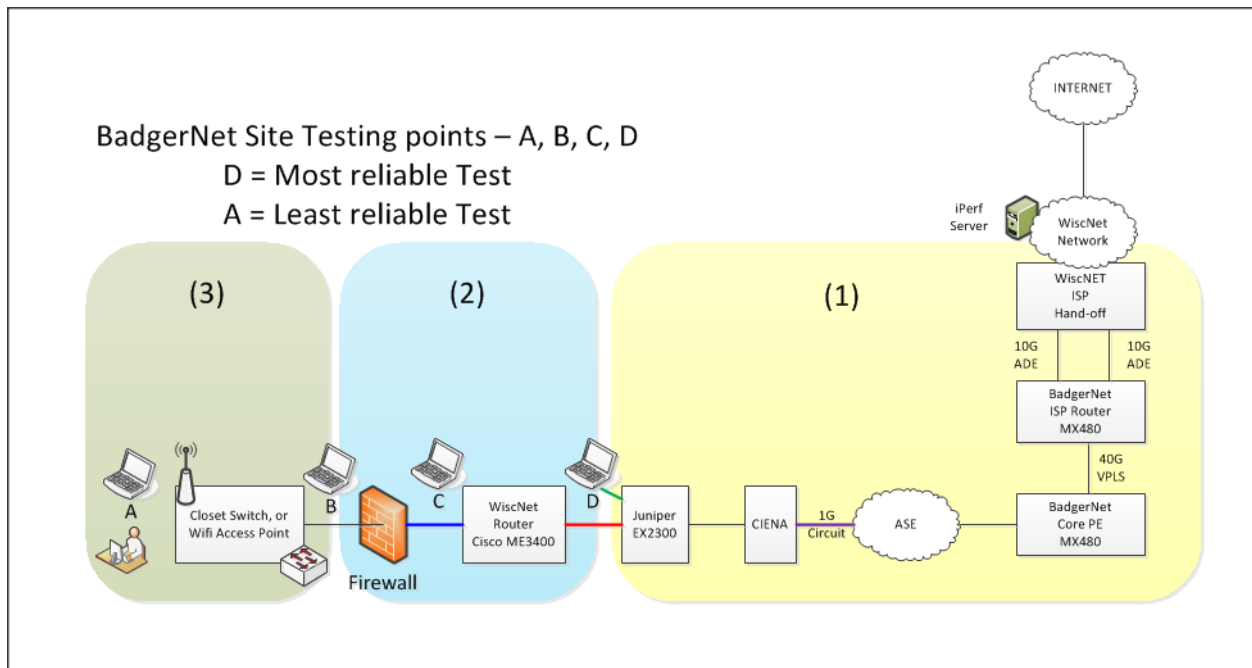 BadgerNet Site Testing points – A, B, C, D
D = Most reliable Test
A = Least reliable Test
INTERNET
iPerf
Server
WiscNet
Network
(3)
(2)
(1)
WiscNET
ISP
Hand-off
10G
ADE
10G
ADE
BadgerNet
ISP Router
MX480
40G
VPLS
BadgerNet
Core PE
MX480
A
Closet Switch, or
Wifi Access Point
B
Firewall
C
WiscNet
Router
Cisco ME3400
D
Juniper
EX2300
CIENA
1G
Circuit
ASE